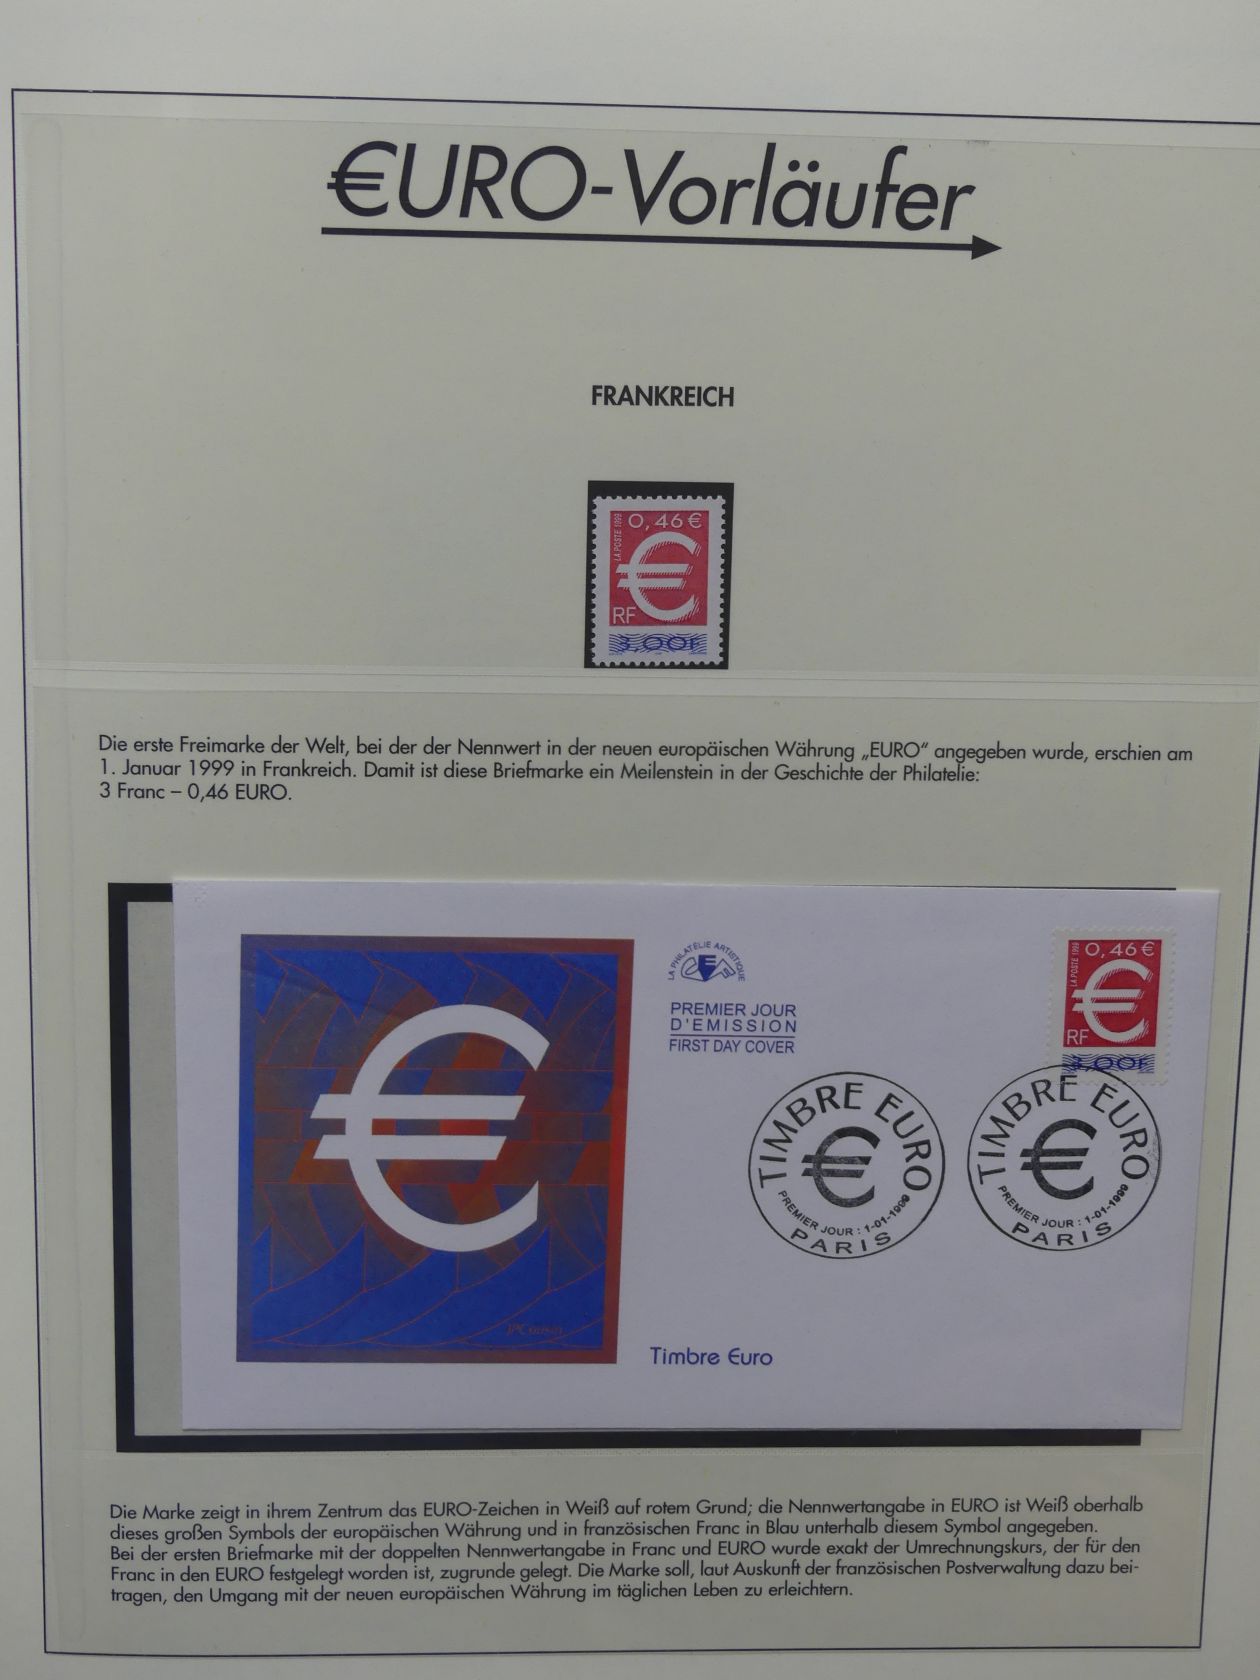 €URO-Vorläufer
FRANKREICH
0,46€
LA POSTE 1999
RF
3,00F
Die erste Freimarke der Welt, bei der der Nennwert in der neuen europäischen Währung „EURO“ angegeben wurde, erschien am
1. Januar 1999 in Frankreich. Damit ist diese Briefmarke ein Meilenstein in der Geschichte der Philatelie:
3 Franc – 0,46 EURO.
LA PHILATÉLIE ARTISTIQUE
CEF
PREMIER JOUR
D'EMISSION
FIRST DAY COVER
0,46€
LA POSTE 1999
RF
3,00F
TIMBRE EURO
€
PREMIER JOUR : 1-01-1999
PARIS
TIMBRE EURO
€
PREMIER JOUR : 1-01-1999
PARIS
€
JPCousin
Timbre Euro
Die Marke zeigt in ihrem Zentrum das EURO-Zeichen in Weiß auf rotem Grund; die Nennwertangabe in EURO ist Weiß oberhalb
dieses großen Symbols der europäischen Währung und in französischen Franc in Blau unterhalb diesem Symbol angegeben.
Bei der ersten Briefmarke mit der doppelten Nennwertangabe in Franc und EURO wurde exakt der Umrechnungskurs, der für den
Franc in den EURO festgelegt worden ist, zugrunde gelegt. Die Marke soll, laut Auskunft der französischen Postverwaltung dazu bei-
tragen, den Umgang mit der neuen europäischen Währung im täglichen Leben zu erleichtern.